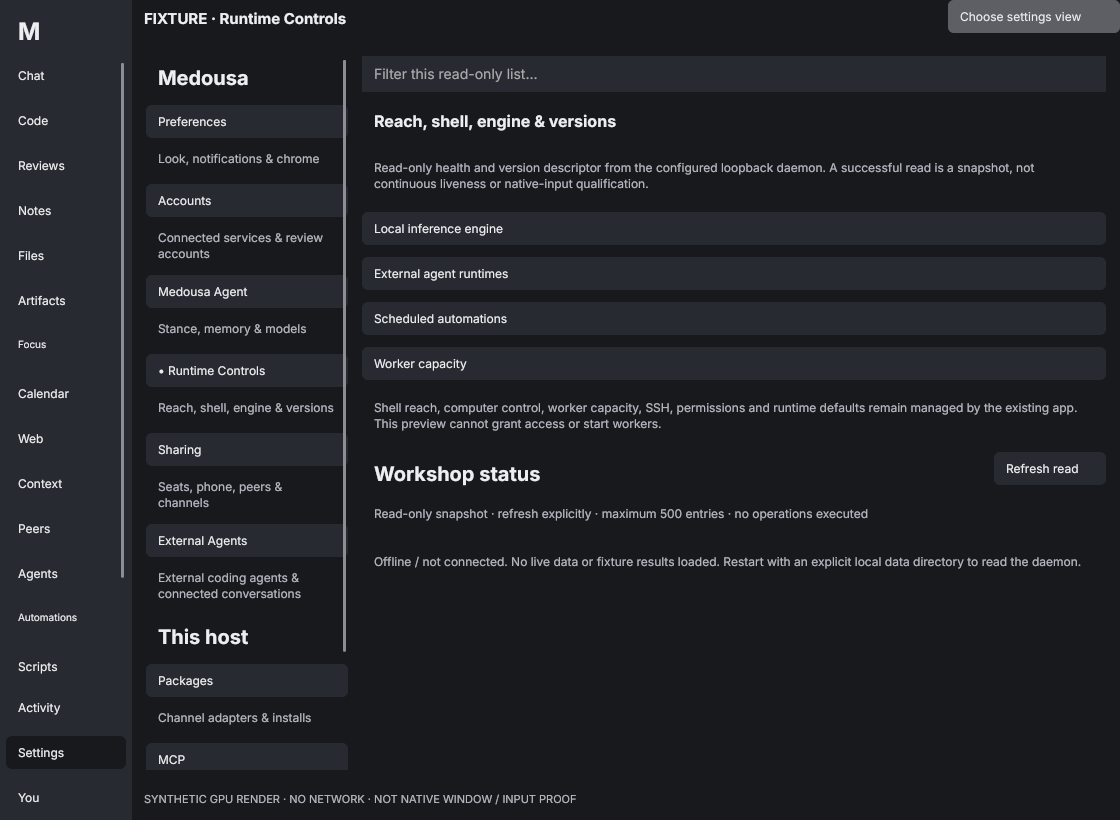 M
Chat
Code
Reviews
Notes
Files
Artifacts
Focus
Calendar
Web
Context
Peers
Agents
Automations
Scripts
Activity
Settings
You
FIXTURE · Runtime Controls
Choose settings view
Medousa
Preferences
Look, notifications & chrome
Accounts
Connected services & review
accounts
Medousa Agent
Stance, memory & models
• Runtime Controls
Reach, shell, engine & versions
Sharing
Seats, phone, peers &
channels
External Agents
External coding agents &
connected conversations
This host
Packages
Channel adapters & installs
MCP
Filter this read-only list...
Reach, shell, engine & versions
Read-only health and version descriptor from the configured loopback daemon. A successful read is a snapshot, not
continuous liveness or native-input qualification.
Local inference engine
External agent runtimes
Scheduled automations
Worker capacity
Shell reach, computer control, worker capacity, SSH, permissions and runtime defaults remain managed by the existing app.
This preview cannot grant access or start workers.
Workshop status
Refresh read
Read-only snapshot · refresh explicitly · maximum 500 entries · no operations executed
Offline / not connected. No live data or fixture results loaded. Restart with an explicit local data directory to read the daemon.
SYNTHETIC GPU RENDER · NO NETWORK · NOT NATIVE WINDOW / INPUT PROOF